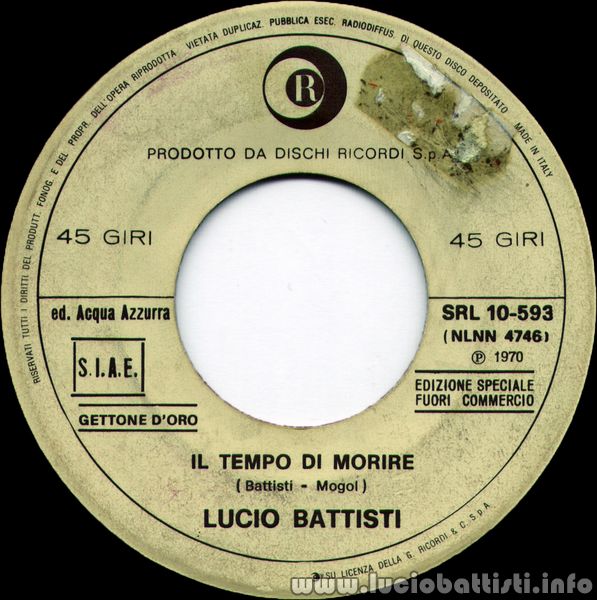 RISERVATI TUTTI I DIRITTI DEL PRODUTT. FONOG. E DEL PROPR. DELL'OPERA RIPRODOTTA VIETATA DUPLICAZ. PUBBLICA ESEC. RADIODIFFUS. DI QUESTO DISCO DEPOSITATO MADE IN ITALY
R
PRODOTTO DA DISCHI RICORDI S.p.A.
45 GIRI 45 GIRI
ed. Acqua Azzurra
S.I.A.E.
GETTONE D'ORO
SRL 10-593
(NLNN 4746)
Ⓟ 1970
EDIZIONE SPECIALE
FUORI COMMERCIO
IL TEMPO DI MORIRE
(Battisti - Mogol)
LUCIO BATTISTI
SU LICENZA DELLA G. RICORDI & C. S.p.A
www.luciobattisti.info